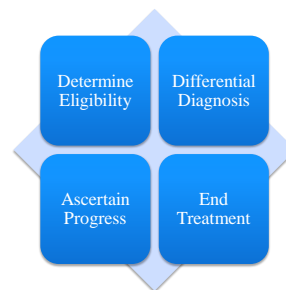 Determine
Eligibility
Differential
Diagnosis
Ascertain
Progress
End
Treatment